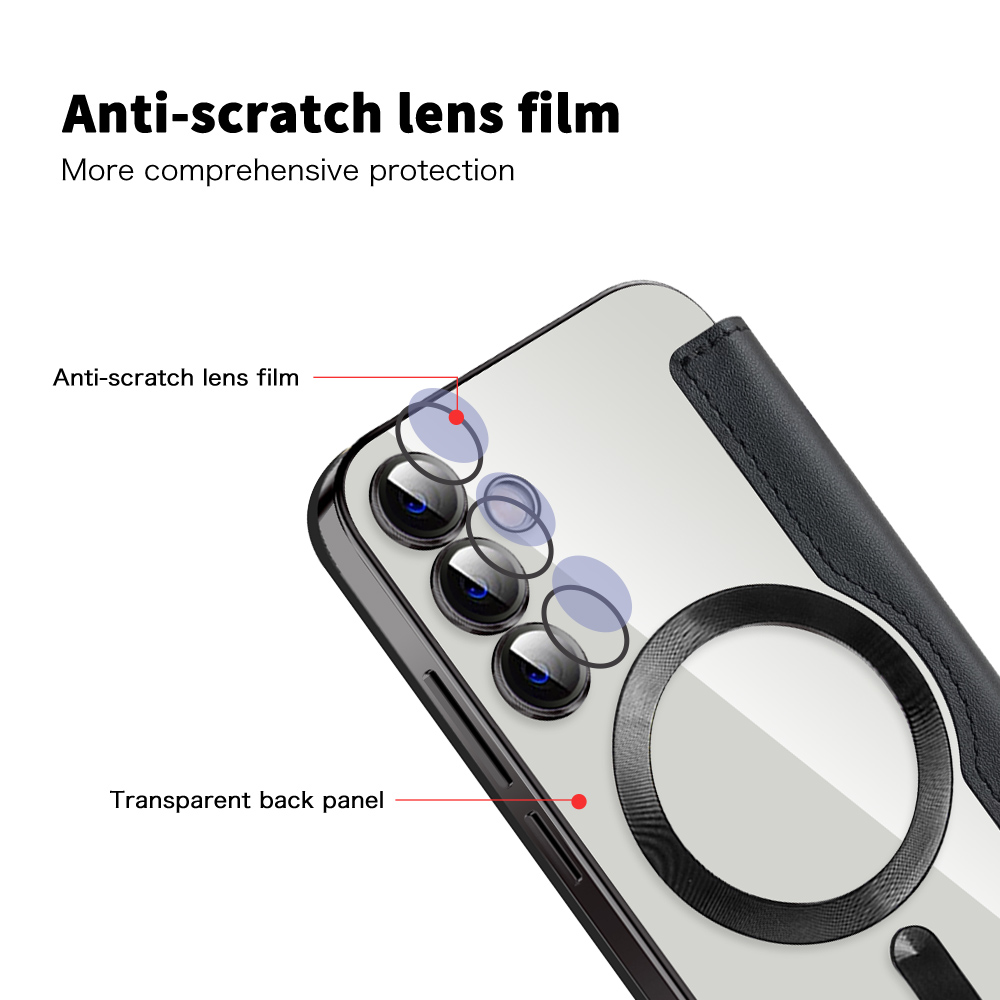 Anti-scratch lens film
More comprehensive protection
Anti-scratch lens film
Transparent back panel